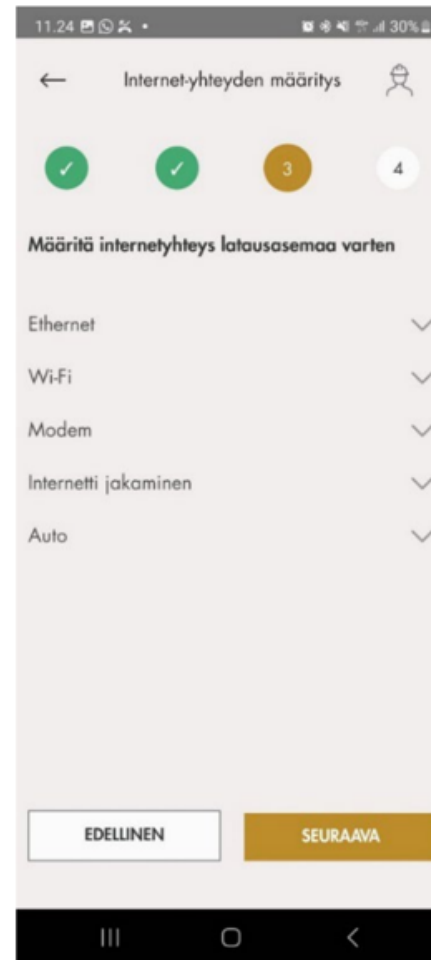 11.24
30%
Internet-yhteyden määritys
3
4
Määritä internetyhteys latausasemaa varten
Ethernet
Wi-Fi
Modem
Internetti jakaminen
Auto
EDELLINEN
SEURAAVA